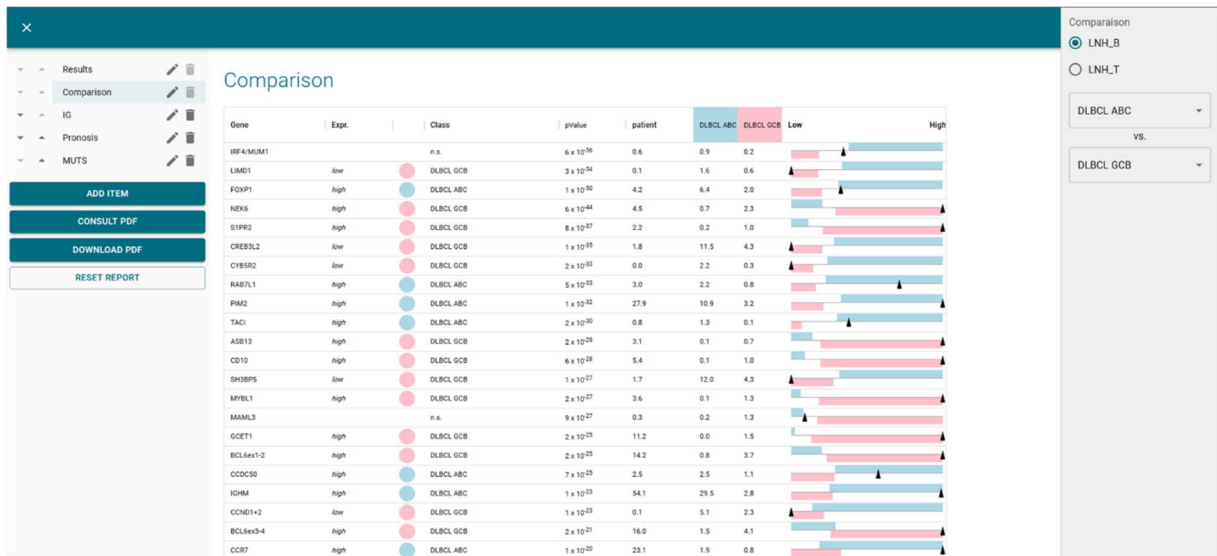 ×
Results
Comparison
IG
Pronosis
MUTS
ADD ITEM
CONSULT PDF
DOWNLOAD PDF
RESET REPORT
Comparison
Gene Expr. Class pValue patient DLBCL ABC DLBCL GCB Low High
IRF4/MUM1 n.s. 6 x 10-56 0.6 0.9 0.2
LIMD1 low DLBCL GCB 3 x 10-54 0.1 1.6 0.6
FOXP1 high DLBCL ABC 1 x 10-50 4.2 6.4 2.0
NEK6 high DLBCL GCB 6 x 10-44 4.5 0.7 2.3
S1PR2 high DLBCL GCB 8 x 10-37 2.2 0.2 1.0
CREB3L2 low DLBCL GCB 1 x 10-35 1.8 11.5 4.3
CYB5R2 low DLBCL GCB 2 x 10-33 0.0 2.2 0.3
RAB7L1 high DLBCL ABC 5 x 10-33 3.0 2.2 0.8
PIM2 high DLBCL ABC 1 x 10-32 27.9 10.9 3.2
TACI high DLBCL ABC 2 x 10-30 0.8 1.3 0.1
ASB13 high DLBCL GCB 2 x 10-29 3.1 0.1 0.7
CD10 high DLBCL GCB 6 x 10-28 5.4 0.1 1.0
SH3BP5 low DLBCL GCB 1 x 10-27 1.7 12.0 4.3
MYBL1 high DLBCL GCB 2 x 10-27 3.6 0.1 1.3
MAML3 n.s. 9 x 10-27 0.3 0.2 1.3
GCET1 high DLBCL GCB 2 x 10-25 11.2 0.0 1.5
BCL6ex1-2 high DLBCL GCB 2 x 10-25 14.2 0.8 3.7
CCDC50 high DLBCL ABC 7 x 10-25 2.5 2.5 1.1
IGHM high DLBCL ABC 1 x 10-23 54.1 29.5 2.8
CCND1+2 low DLBCL GCB 1 x 10-23 0.1 5.1 2.3
BCL6ex3-4 high DLBCL GCB 2 x 10-21 16.0 1.5 4.1
CCR7 high DLBCL ABC 1 x 10-20 23.1 1.9 0.8
Comparaison
LNH_B
LNH_T
DLBCL ABC
vs.
DLBCL GCB